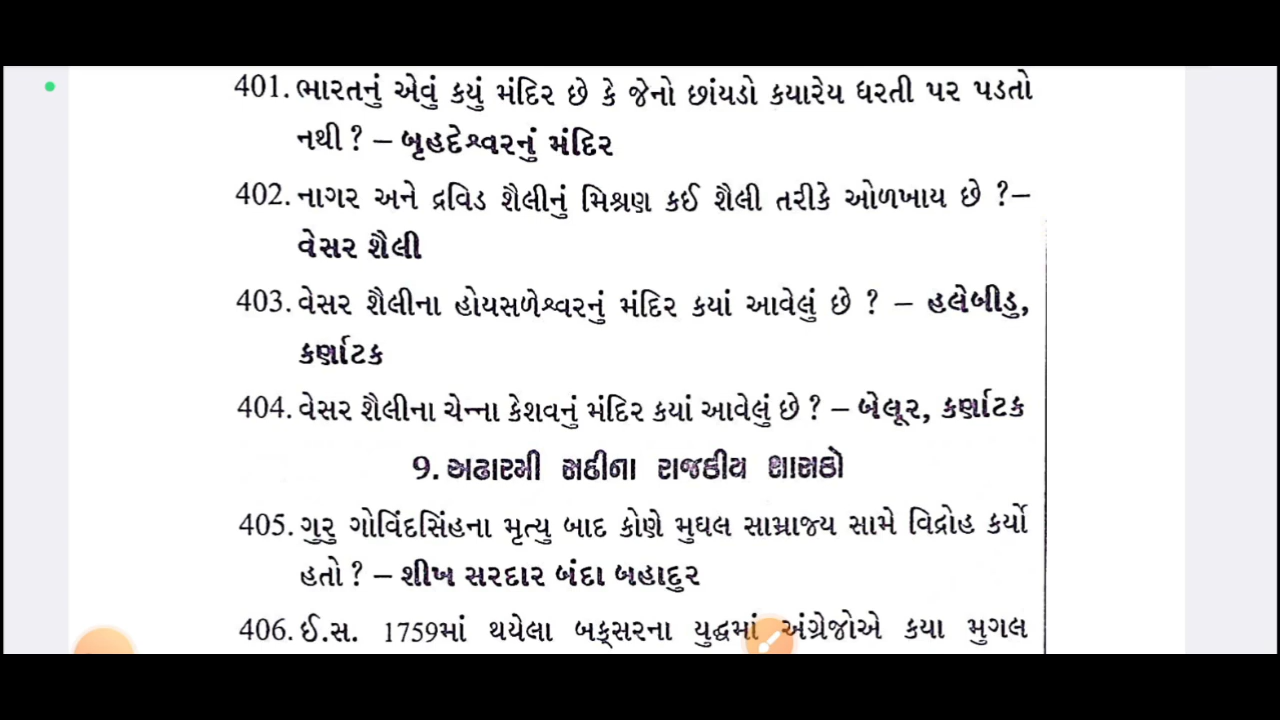 401. ભારતનું એવું કયું મંદિર છે કે જેનો છાંયડો કયારેય ધરતી પર પડતો
નથી ? – બૃહદેશ્વરનું મંદિર
402. નાગર અને દ્રવિડ શૈલીનું મિશ્રણ કઈ શૈલી તરીકે ઓળખાય છે ?–
વેસર શૈલી
403. વેસર શૈલીના હોયસળેશ્વરનું મંદિર કયાં આવેલું છે ? – હલેબીડુ,
કર્ણાટક
404. વેસર શૈલીના ચેન્ના કેશવનું મંદિર કયાં આવેલું છે ? – બેલૂર, કર્ણાટક
9. અઢારમી સદીના રાજકીય શાસકો
405. ગુરુ ગોવિંદસિંહના મૃત્યુ બાદ કોણે મુઘલ સામ્રાજ્ય સામે વિદ્રોહ કર્યો
હતો ? – શીખ સરદાર બંદા બહાદુર
406. ઈ.સ. 1759માં થયેલા બક્સરના યુદ્ધમાં અંગ્રેજોએ કયા મુગલ